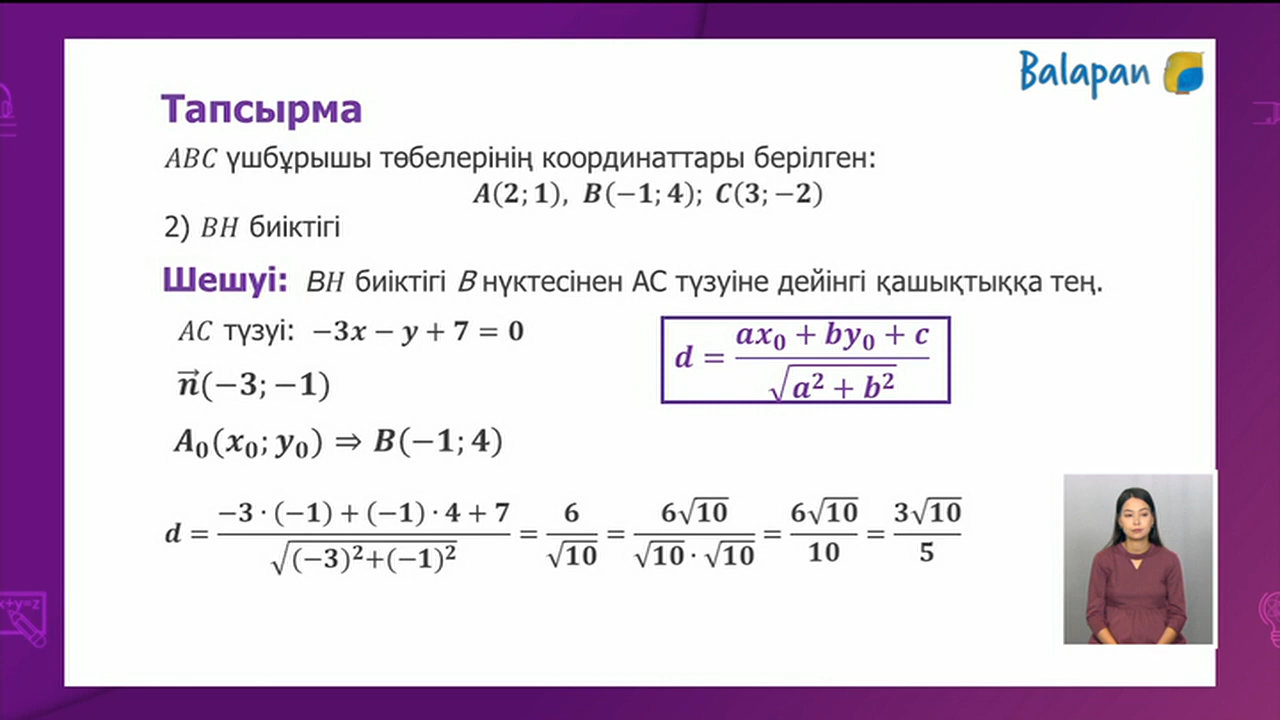 Balapan
Тапсырма
ABC үшбұрышы төбелерінің координаттары берілген:
A(2; 1), B(−1; 4); C(3; −2)
2) BH биіктігі
Шешуі: BH биіктігі B нүктесінен АС түзуіне дейінгі қашықтыққа тең.
AC түзуі: −3x − y + 7 = 0
d = (ax₀ + by₀ + c) / √(a² + b²)
n⃗(−3; −1)
A₀(x₀; y₀) ⇒ B(−1; 4)
d = (−3 · (−1) + (−1) · 4 + 7) / √((−3)²+(−1)²) = 6/√10 = 6√10/(√10 · √10) = 6√10/10 = 3√10/5
x+y=z